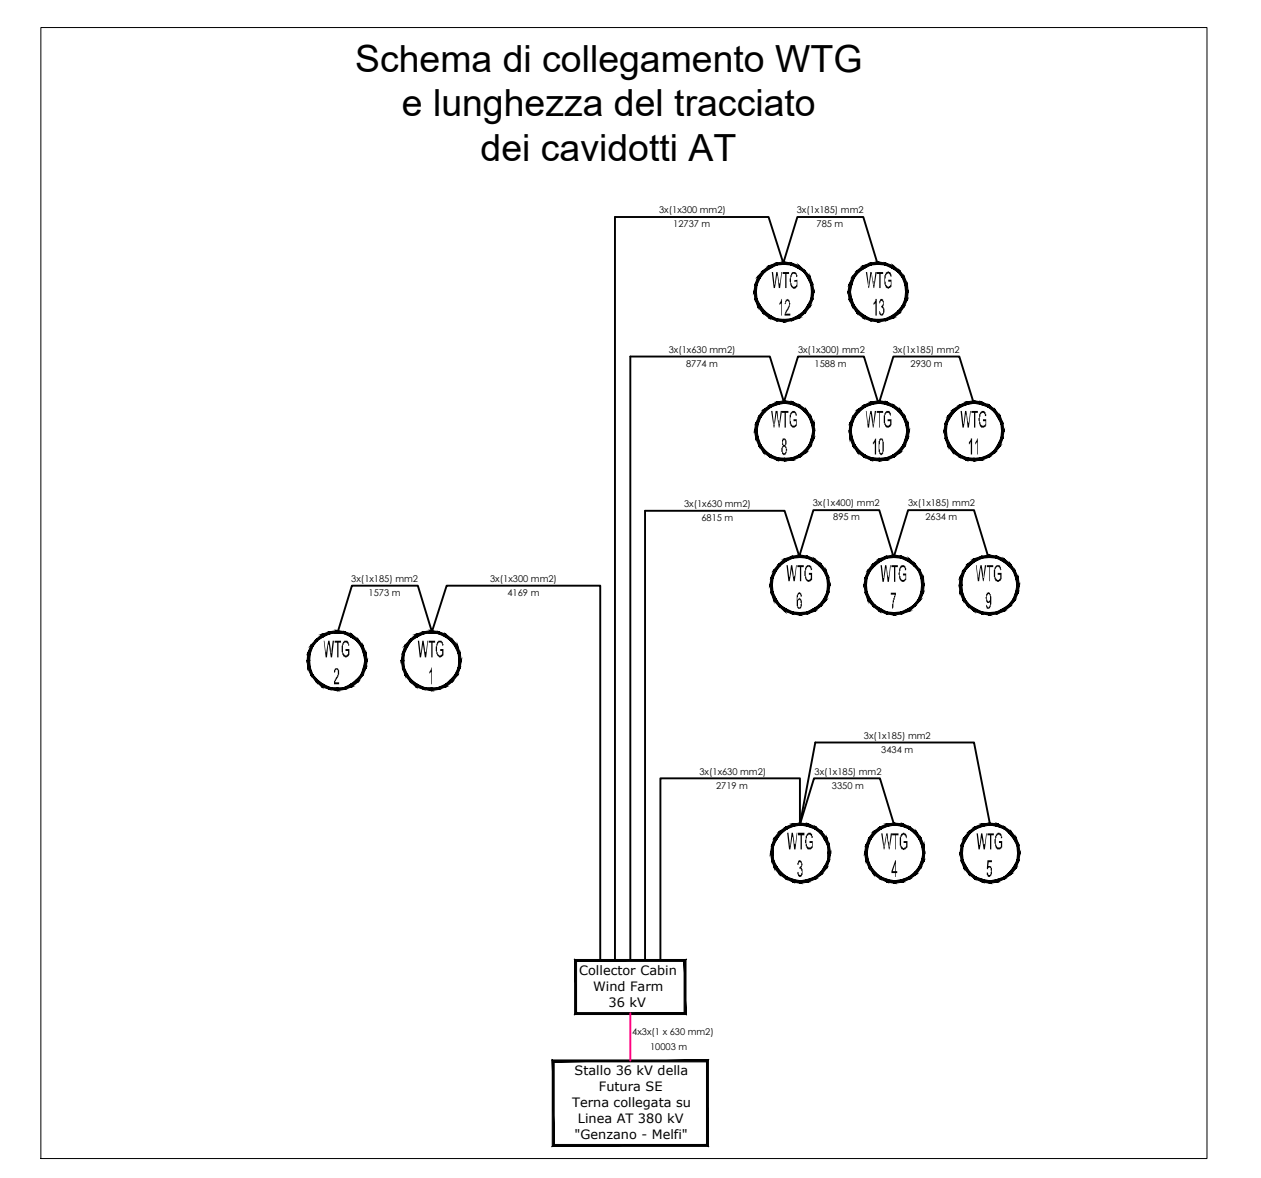 Schema di collegamento WTG
e lunghezza del tracciato
dei cavidotti AT
3x(1x300 mm2)
12737 m
3x(1x185) mm2
785 m
WTG
12
WTG
13
3x(1x630 mm2)
8774 m
3x(1x300) mm2
1588 m
3x(1x185) mm2
2930 m
WTG
8
WTG
10
WTG
11
3x(1x630 mm2)
6815 m
3x(1x400) mm2
895 m
3x(1x185) mm2
2634 m
WTG
6
WTG
7
WTG
9
3x(1x185) mm2
1573 m
3x(1x300 mm2)
4169 m
WTG
2
WTG
1
3x(1x185) mm2
3434 m
3x(1x630 mm2)
2719 m
3x(1x185) mm2
3350 m
WTG
3
WTG
4
WTG
5
Collector Cabin
Wind Farm
36 kV
4x3x(1 x 630 mm2)
10003 m
Stallo 36 kV della
Futura SE
Terna collegata su
Linea AT 380 kV
"Genzano - Melfi"